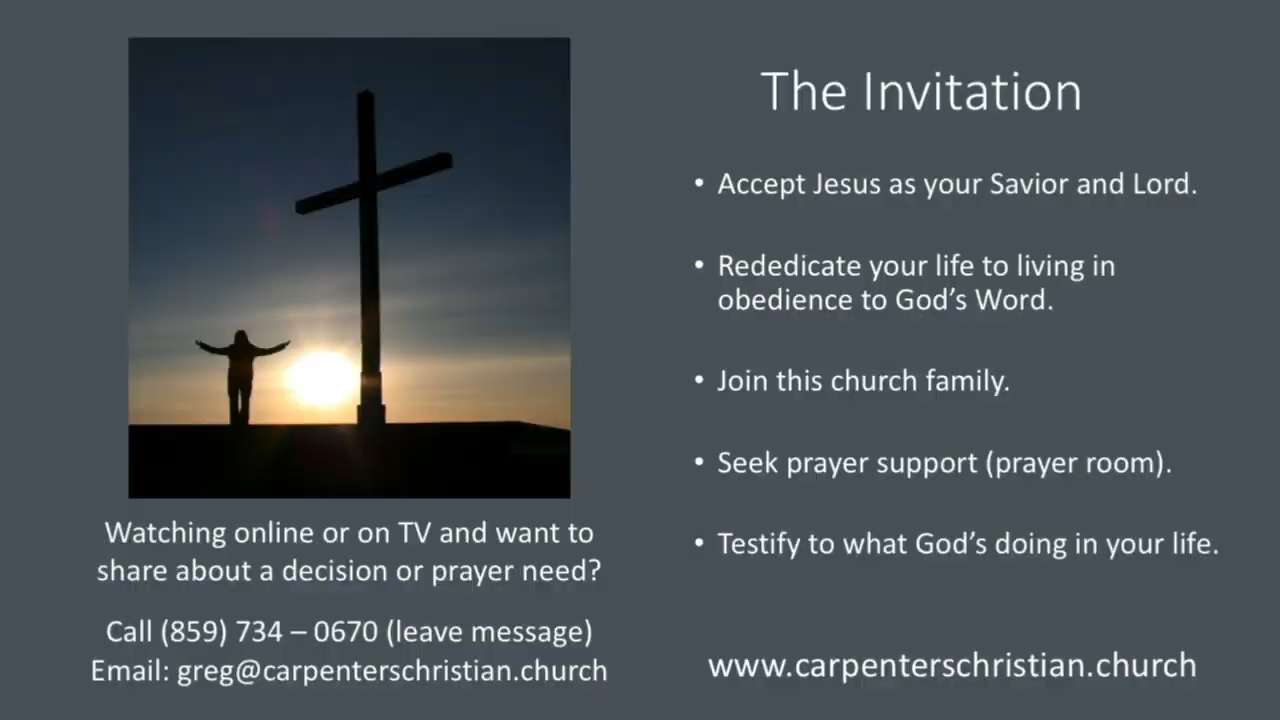 The Invitation
• Accept Jesus as your Savior and Lord.
• Rededicate your life to living in
obedience to God’s Word.
• Join this church family.
• Seek prayer support (prayer room).
• Testify to what God’s doing in your life.
Watching online or on TV and want to
share about a decision or prayer need?
Call (859) 734 – 0670 (leave message)
Email: greg@carpenterschristian.church
www.carpenterschristian.church